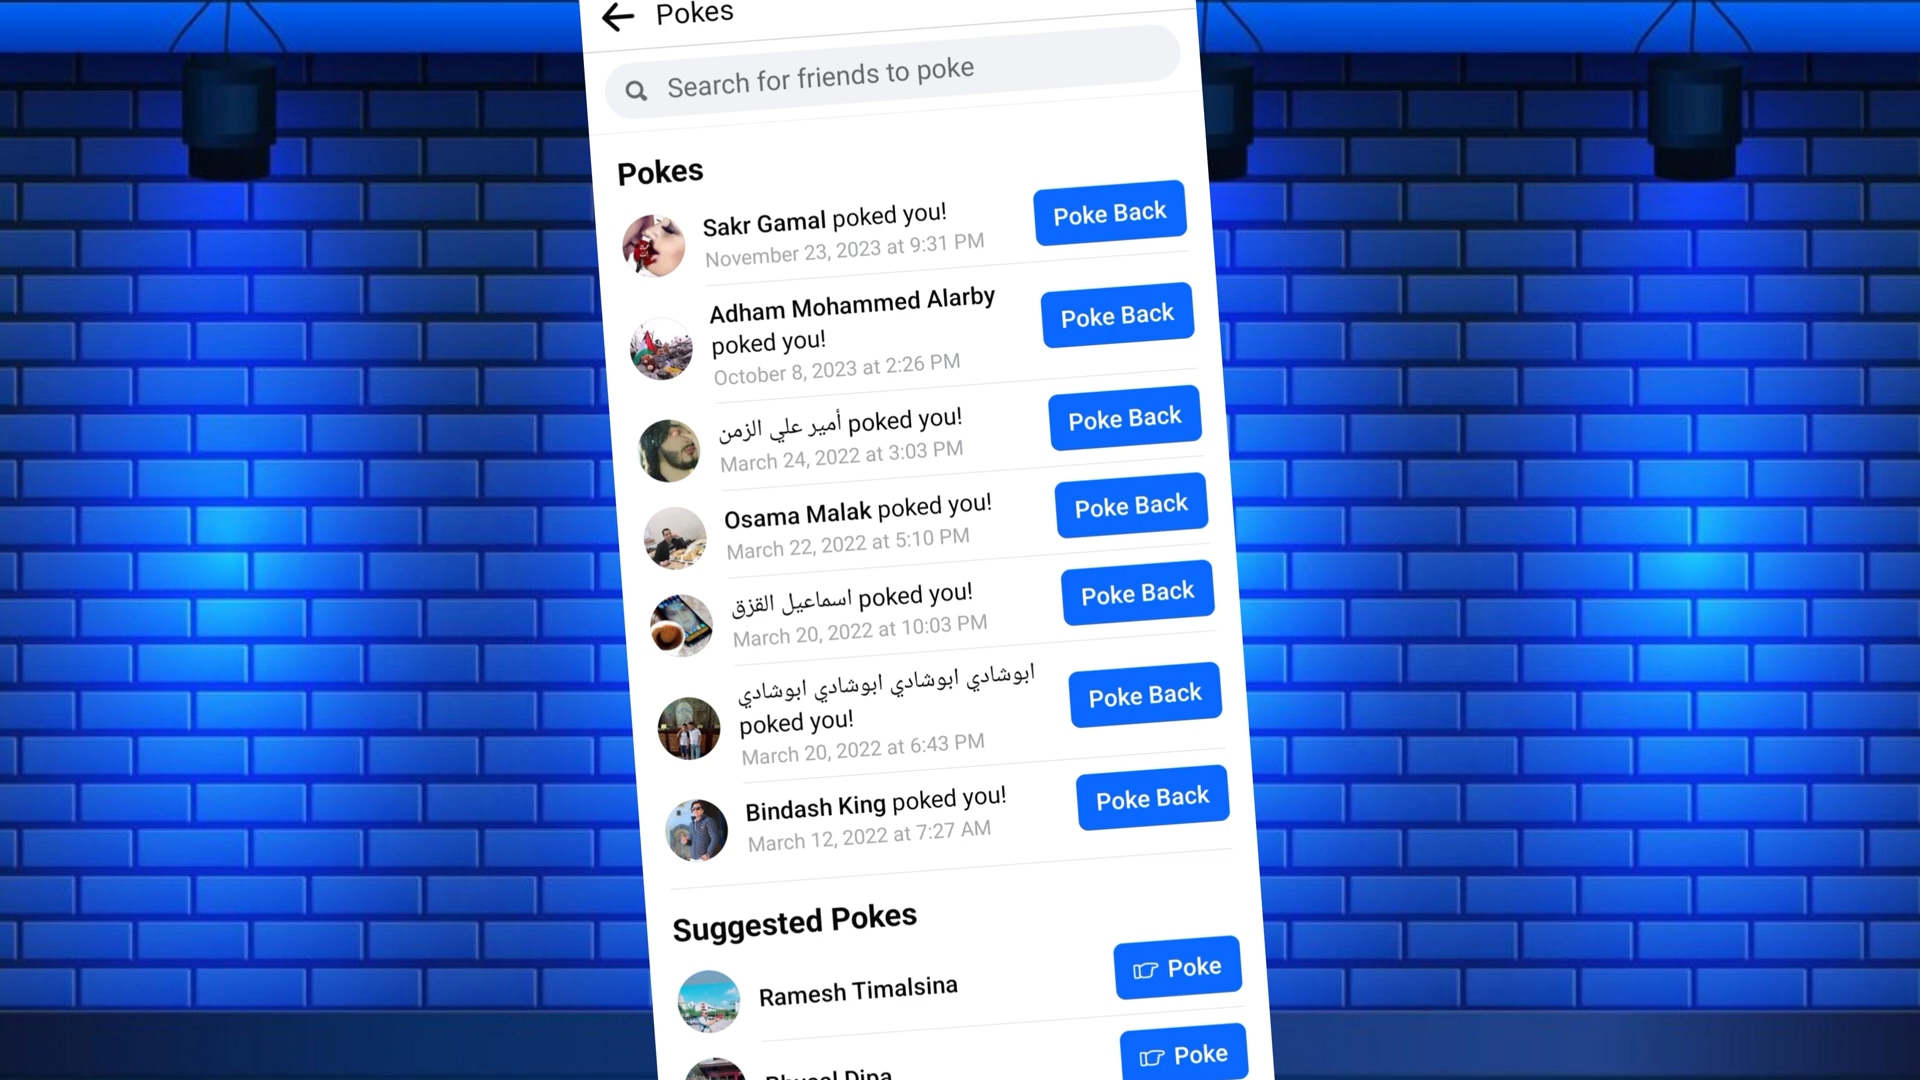 Pokes
Search for friends to poke
Pokes
Sakr Gamal poked you!
November 23, 2023 at 9:31 PM
Poke Back
Adham Mohammed Alarby
poked you!
October 8, 2023 at 2:26 PM
Poke Back
أمير علي الزمن poked you!
March 24, 2022 at 3:03 PM
Poke Back
Osama Malak poked you!
March 22, 2022 at 5:10 PM
Poke Back
اسماعيل القزق poked you!
March 20, 2022 at 10:03 PM
Poke Back
ابوشادي ابوشادي ابوشادي ابوشادي
poked you!
March 20, 2022 at 6:43 PM
Poke Back
Bindash King poked you!
March 12, 2022 at 7:27 AM
Poke Back
Suggested Pokes
Ramesh Timalsina
Poke
Poke